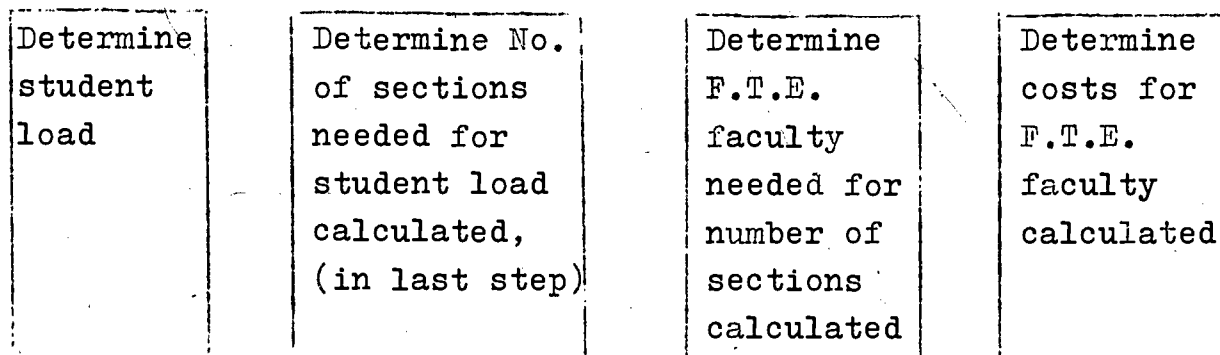 Determine
student
load
Determine No.
of sections
needed for
student load
calculated,
(in last step)
Determine
F.T.E.
faculty
needed for
number of
sections
calculated
Determine
costs for
F.T.E.
faculty
calculated